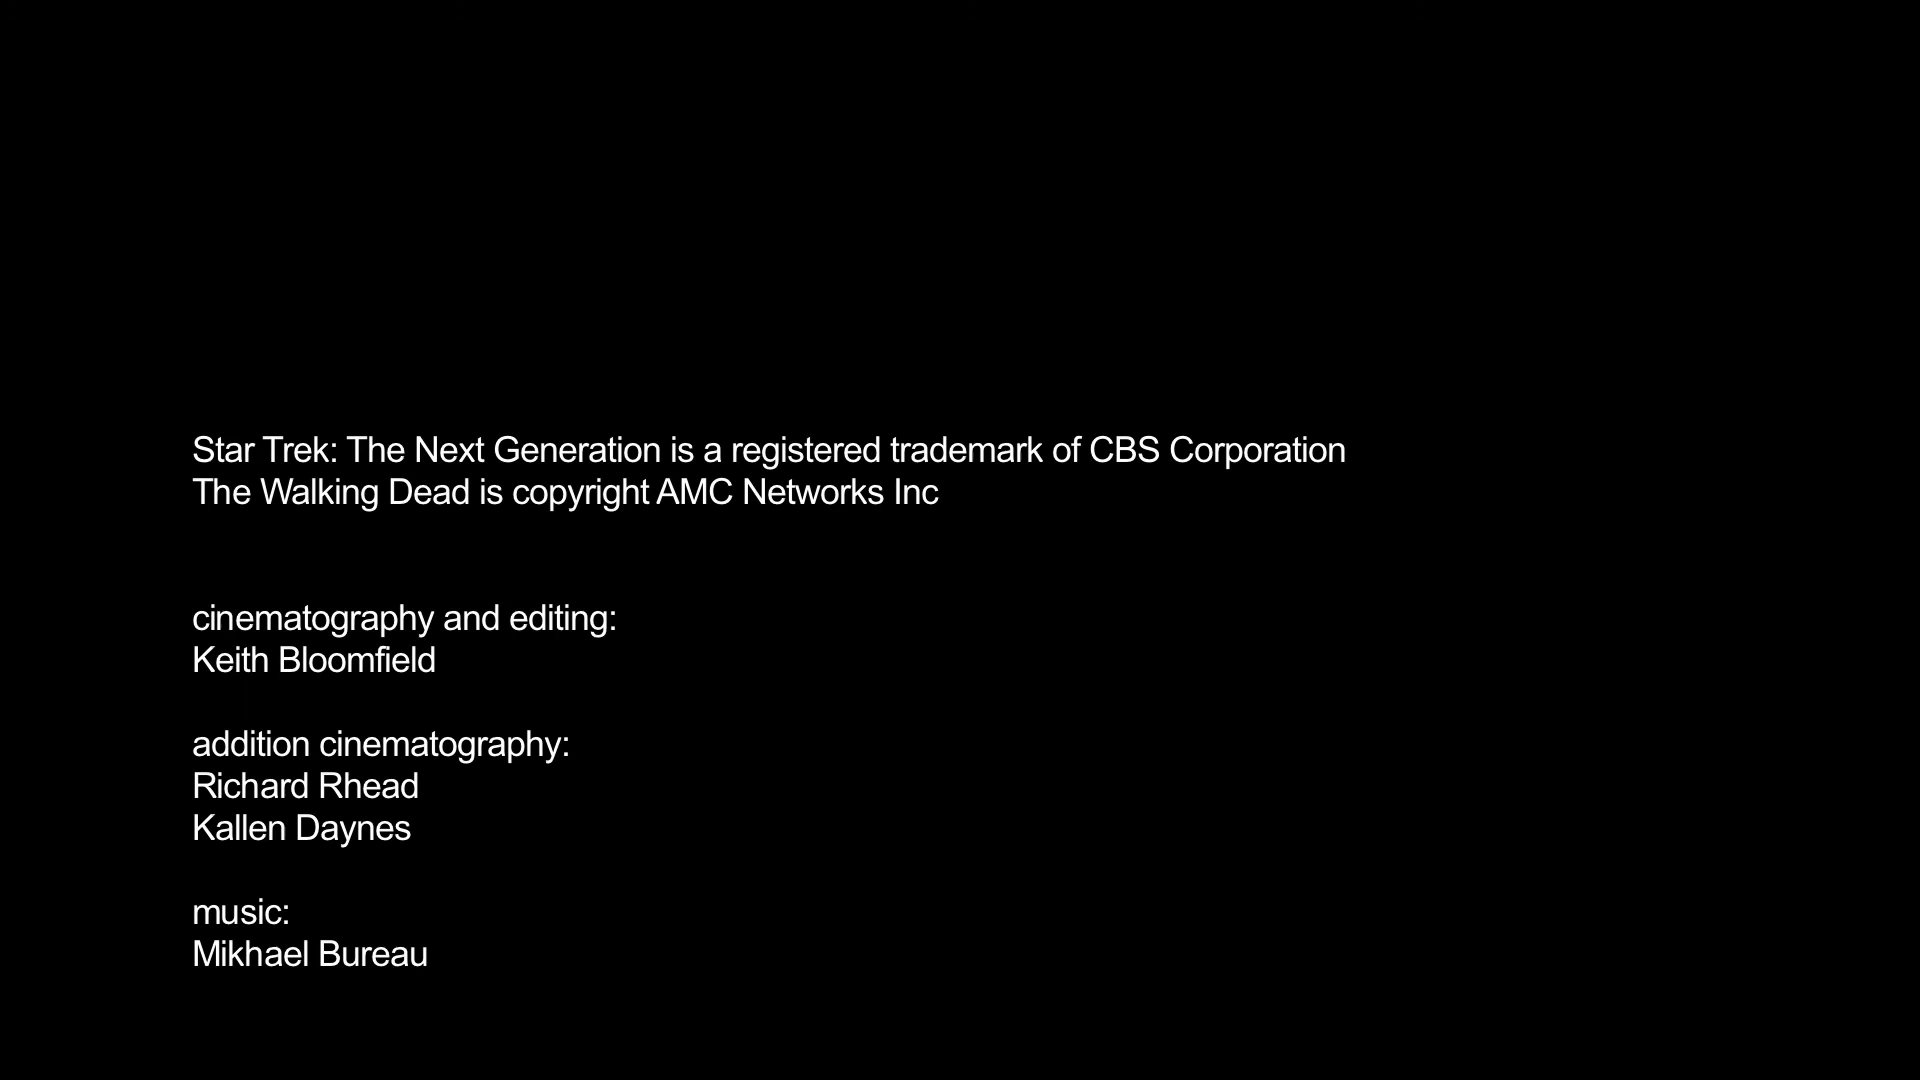 Star Trek: The Next Generation is a registered trademark of CBS Corporation
The Walking Dead is copyright AMC Networks Inc
cinematography and editing:
Keith Bloomfield
addition cinematography:
Richard Rhead
Kallen Daynes
music:
Mikhael Bureau